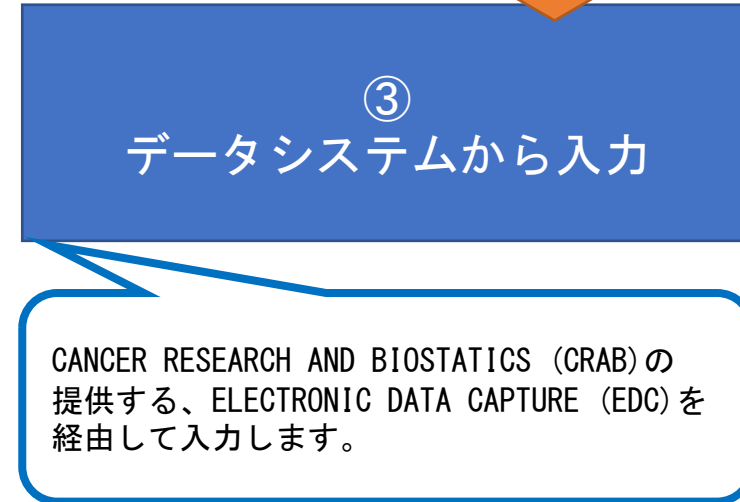 ③
データシステムから入力
CANCER RESEARCH AND BIOSTATICS (CRAB)の
提供する、ELECTRONIC DATA CAPTURE (EDC)を
経由して入力します。